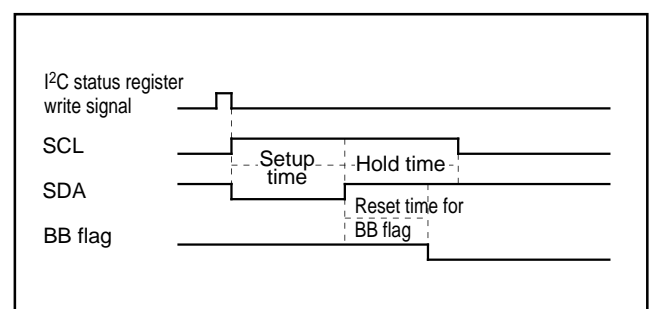 I²C status register
write signal
SCL
Setup
time
Hold time
SDA
Reset time for
BB flag
BB flag